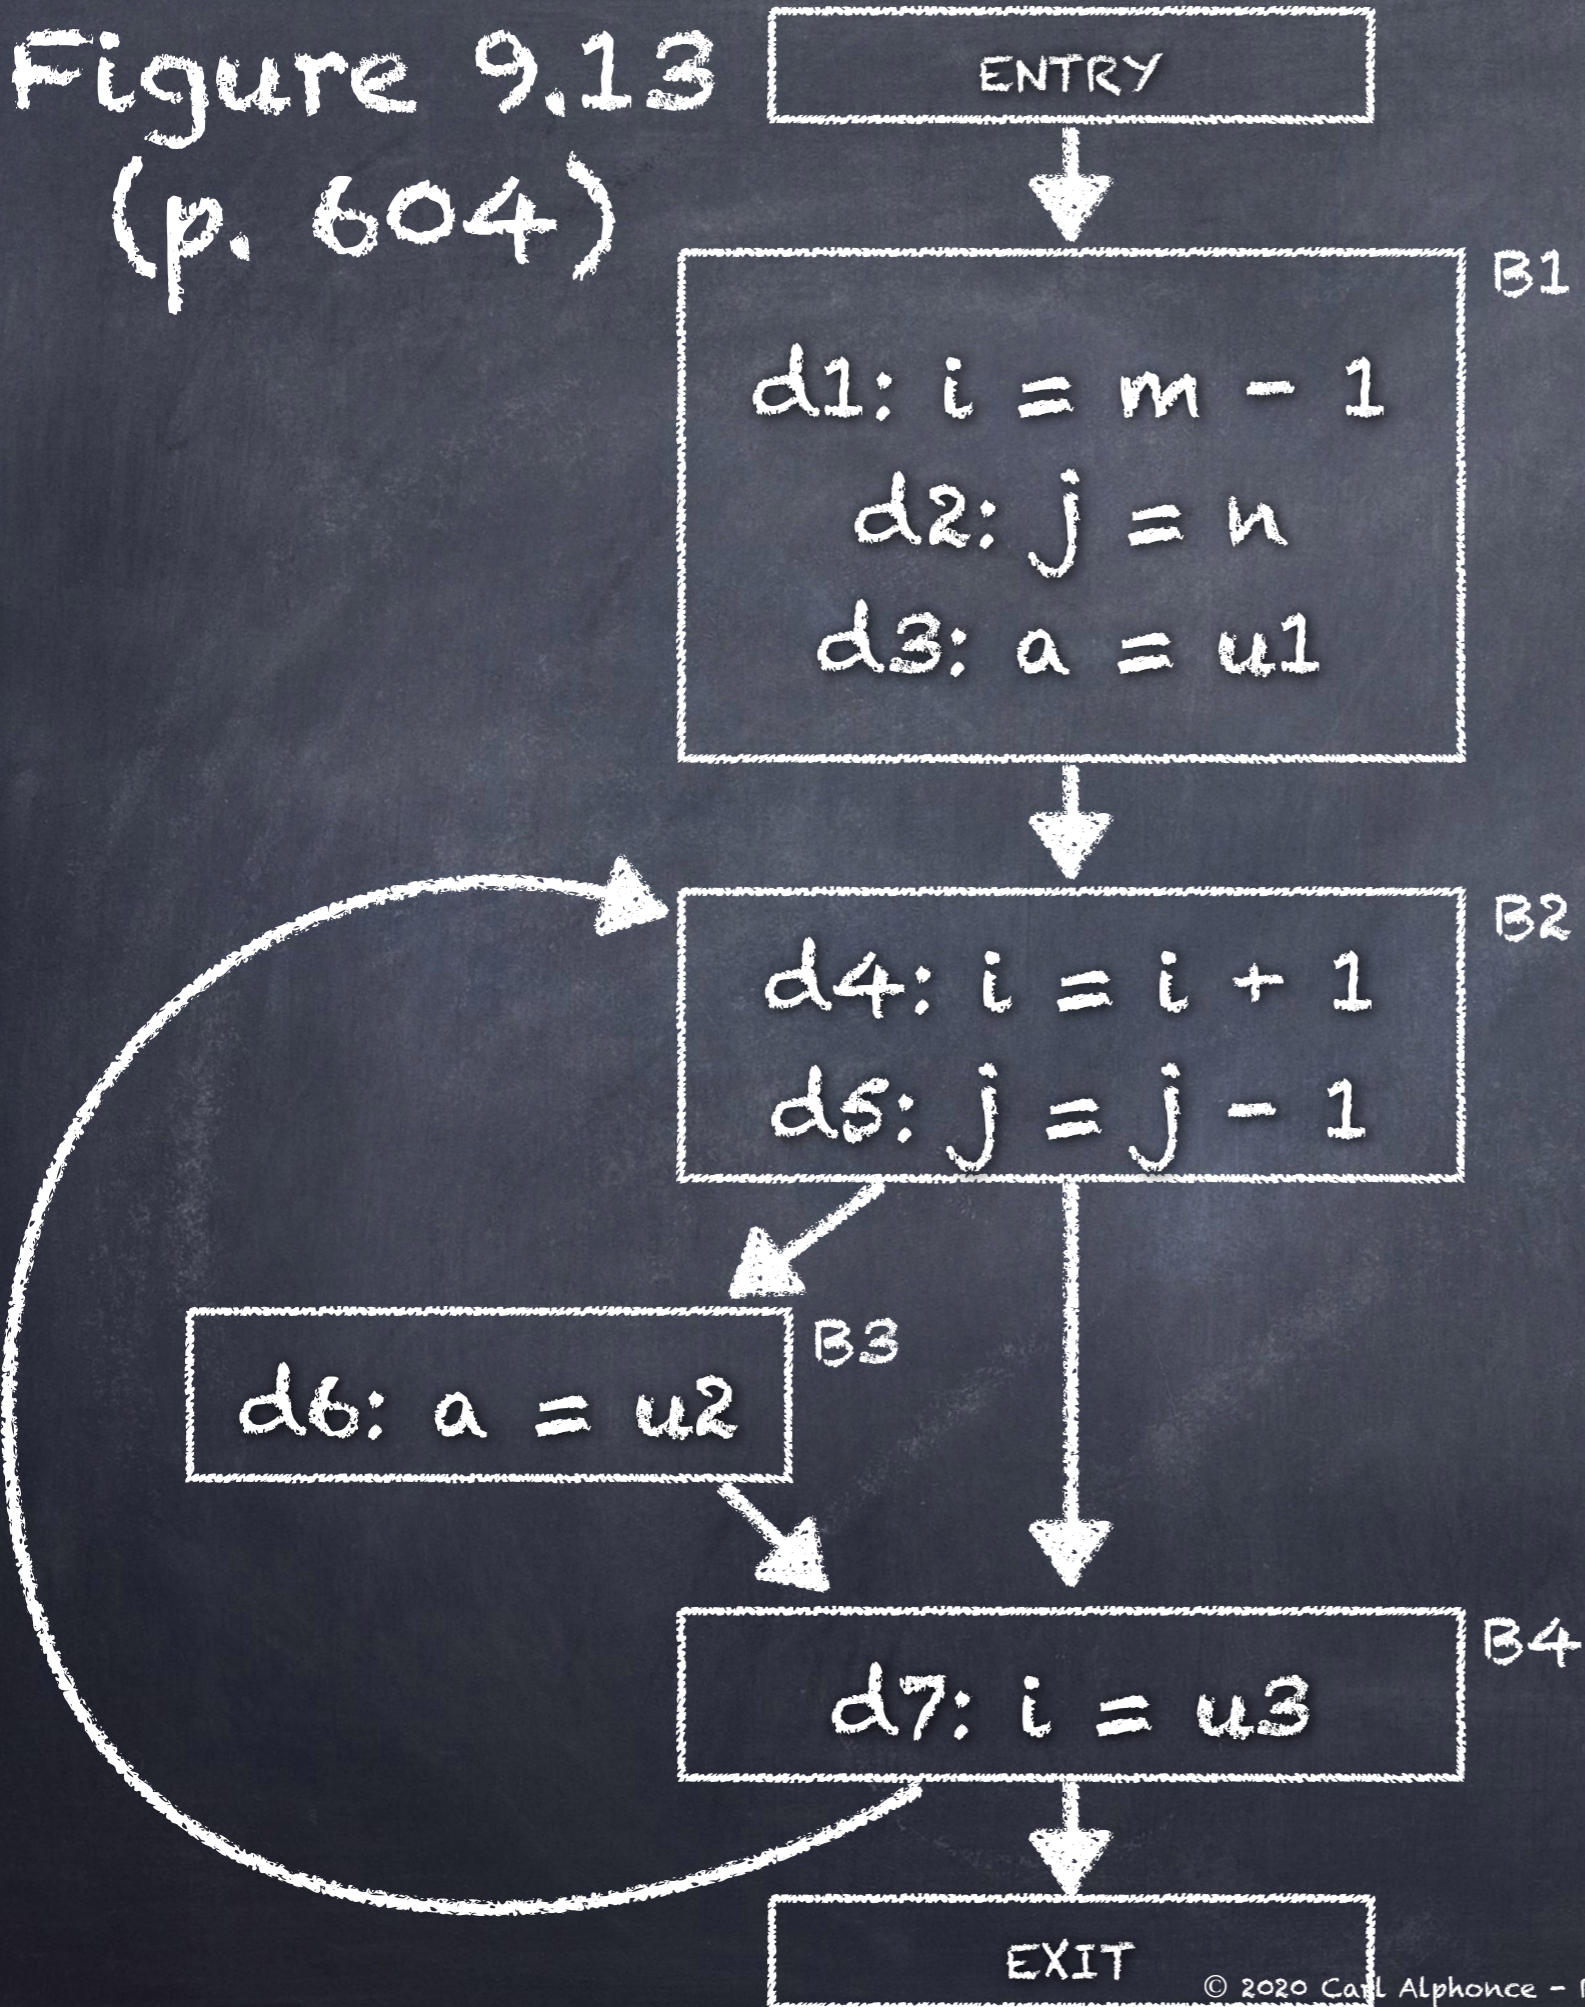 Figure 9.13
(p. 604)
ENTRY
B1
d1: i = m - 1
d2: j = n
d3: a = u1
B2
d4: i = i + 1
d5: j = j - 1
B3
d6: a = u2
B4
d7: i = u3
EXIT
© 2020 Carl Alphonce -